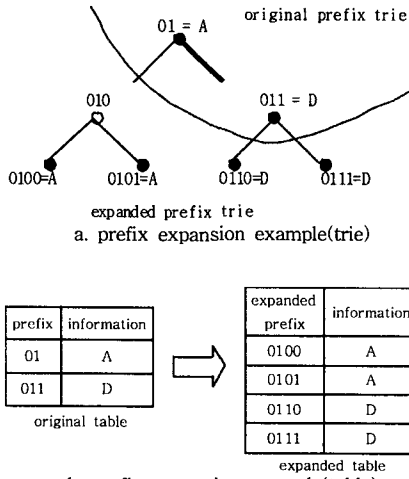 original prefix trie
01 = A
010
011 = D
0100=A
0101=A
0110=D
0111=D
expanded prefix trie
a. prefix expansion example(trie)
prefix information
01 A
011 D
original table
expanded prefix information
0100 A
0101 A
0110 D
0111 D
expanded table